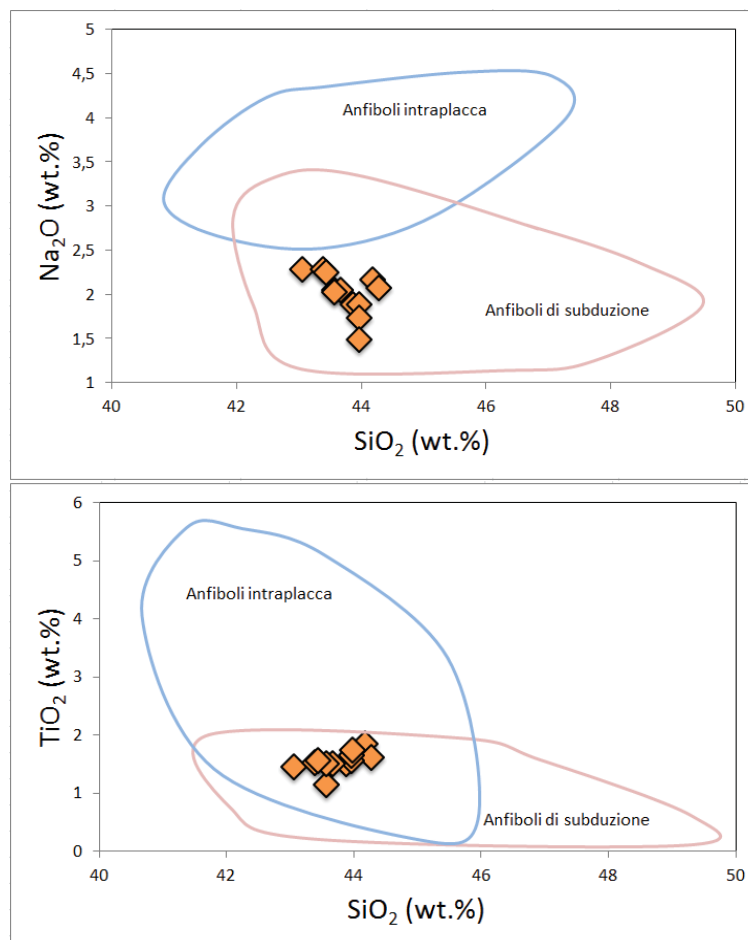 5
4,5
4
3,5
3
2,5
2
1,5
1
Na₂O (wt.%)
Anfiboli intraplacca
Anfiboli di subduzione
40 42 44 46 48 50
SiO₂ (wt.%)
6
5
4
3
2
1
0
TiO₂ (wt.%)
Anfiboli intraplacca
Anfiboli di subduzione
40 42 44 46 48 50
SiO₂ (wt.%)